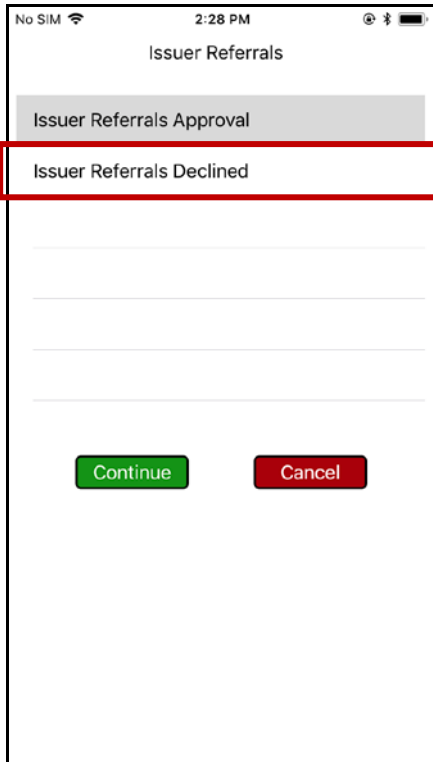 No SIM 2:28 PM
Issuer Referrals
Issuer Referrals Approval
Issuer Referrals Declined
Continue Cancel